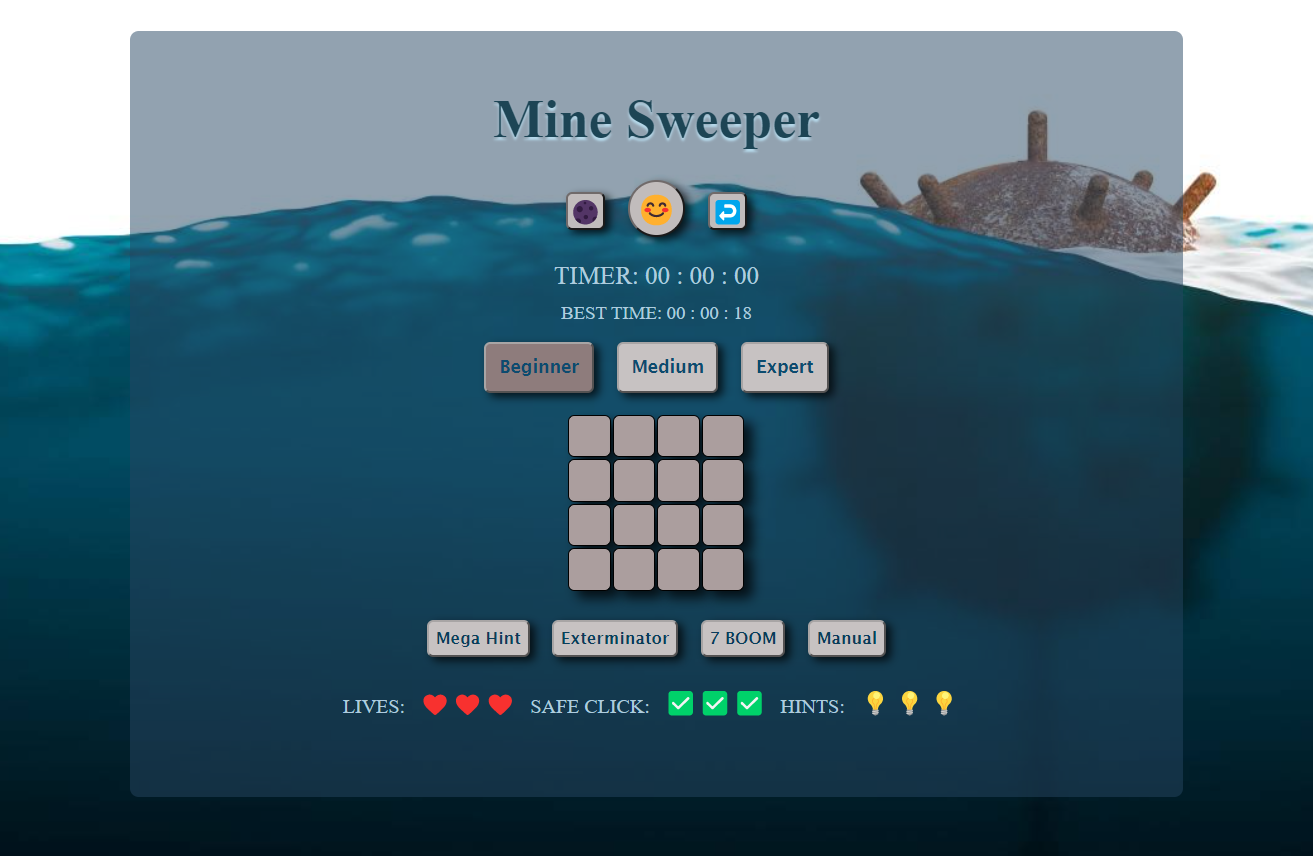 Mine Sweeper
TIMER: 00 : 00 : 00
BEST TIME: 00 : 00 : 18
Beginner Medium Expert
Mega Hint Exterminator 7 BOOM Manual
LIVES: SAFE CLICK: HINTS: